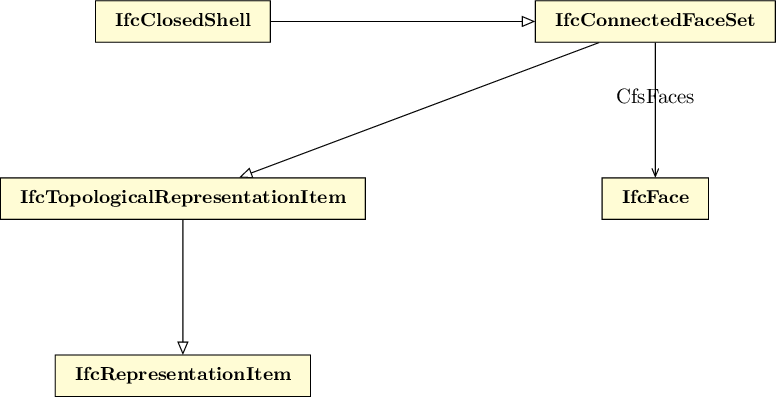 IfcClosedShell
IfcConnectedFaceSet
CfsFaces
IfcTopologicalRepresentationItem
IfcFace
IfcRepresentationItem